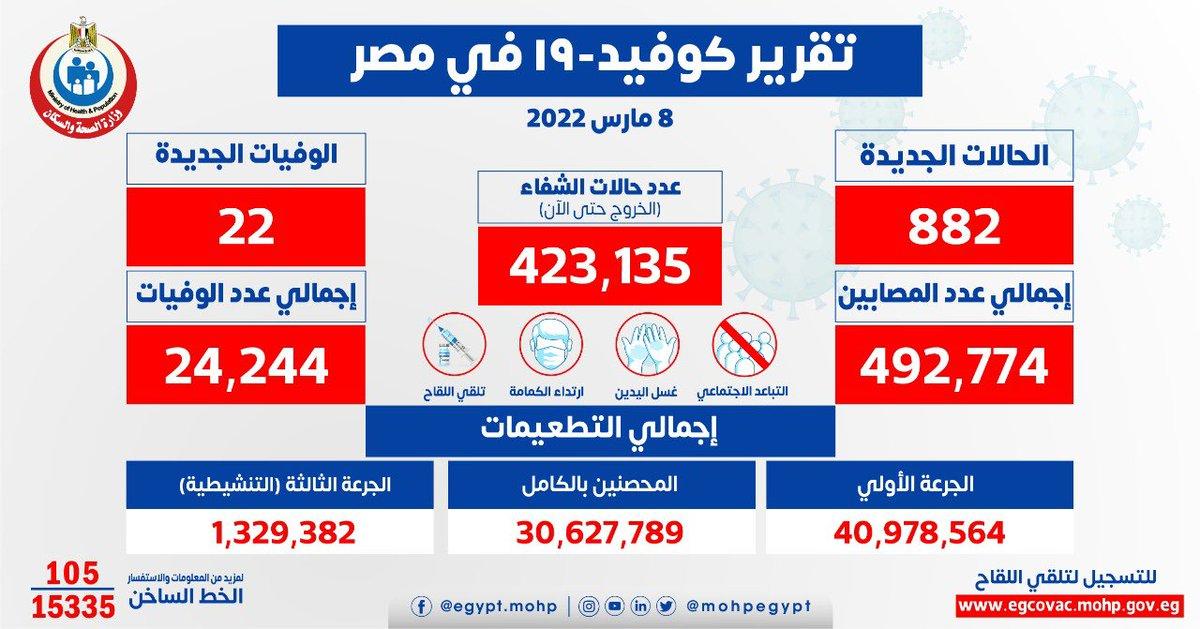 تقرير كوفيد-١٩ في مصر
8 مارس 2022
Ministry of Health & Population
وزارة الصحة والسكان
الحالات الجديدة
882
إجمالي عدد المصابين
492,774
عدد حالات الشفاء
(الخروج حتى الآن)
423,135
الوفيات الجديدة
22
إجمالي عدد الوفيات
24,244
التباعد الاجتماعي
غسل اليدين
ارتداء الكمامة
تلقي اللقاح
إجمالي التطعيمات
الجرعة الأولي
40,978,564
المحصنين بالكامل
30,627,789
الجرعة الثالثة (التنشيطية)
1,329,382
للتسجيل لتلقي اللقاح
www.egcovac.mohp.gov.eg
@egypt.mohp | @mohpegypt
لمزيد من المعلومات والاستفسار
الخط الساخن
105
15335